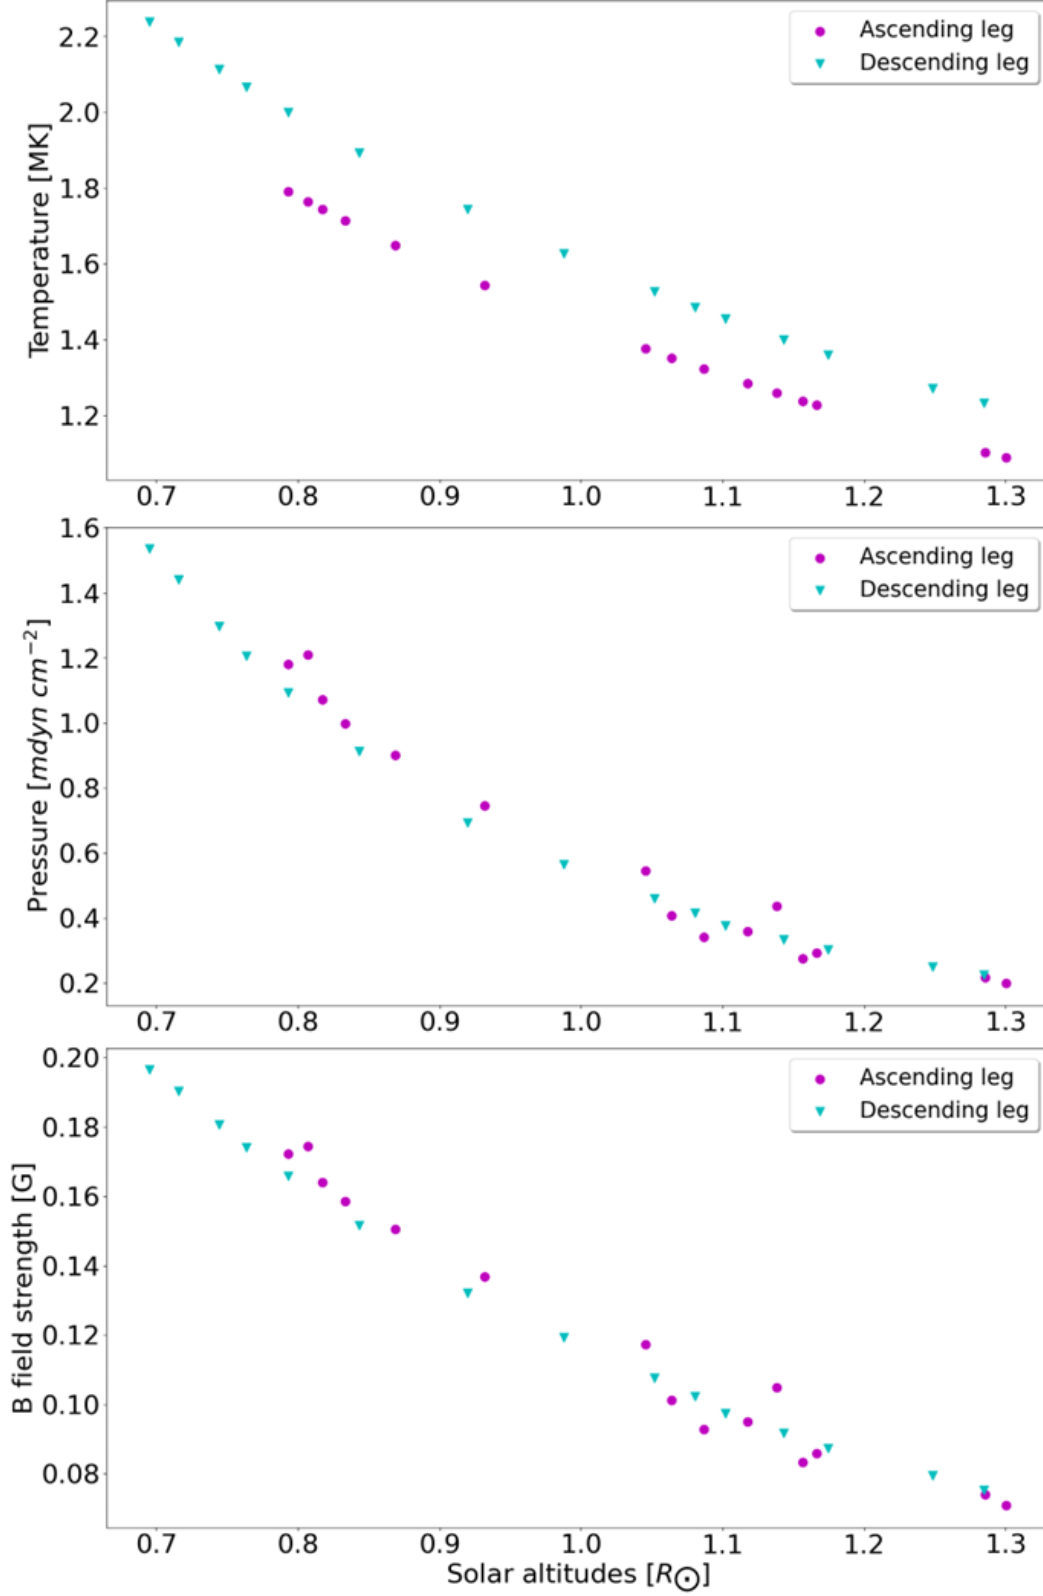 Temperature [MK]
2.2
2.0
1.8
1.6
1.4
1.2
Ascending leg
Descending leg
0.7 0.8 0.9 1.0 1.1 1.2 1.3
Pressure [mdyn cm⁻²]
1.6
1.4
1.2
1.0
0.8
0.6
0.4
0.2
Ascending leg
Descending leg
0.7 0.8 0.9 1.0 1.1 1.2 1.3
B field strength [G]
0.20
0.18
0.16
0.14
0.12
0.10
0.08
Ascending leg
Descending leg
0.7 0.8 0.9 1.0 1.1 1.2 1.3
Solar altitudes [R⊙]